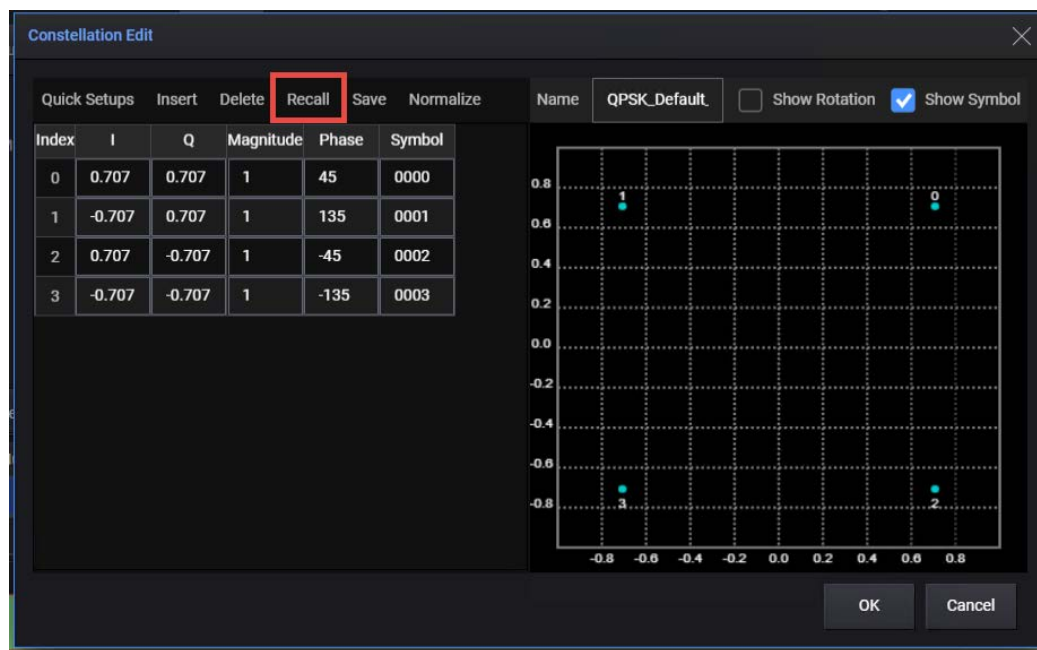 Constellation Edit
Quick Setups Insert Delete Recall Save Normalize
Name QPSK_Default_ Show Rotation Show Symbol
Index I Q Magnitude Phase Symbol
0 0.707 0.707 1 45 0000
1 -0.707 0.707 1 135 0001
2 0.707 -0.707 1 -45 0002
3 -0.707 -0.707 1 -135 0003
0.8
1 0
0.6
0.4
0.2
0.0
-0.2
-0.4
-0.6
-0.8
3 2
-0.8 -0.6 -0.4 -0.2 0.0 0.2 0.4 0.6 0.8
OK Cancel